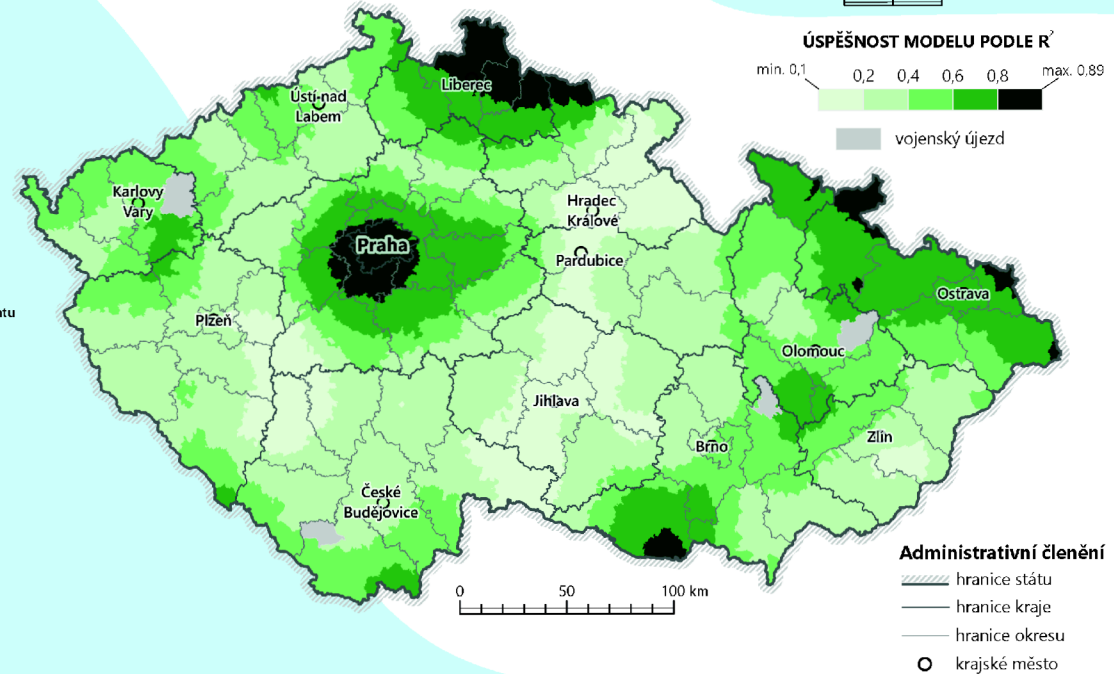 ÚSPĚŠNOST MODELU PODLE R²
min. 0,1
0,2
0,4
0,6
0,8
max. 0,89
vojenský újezd
Liberec
Ústí nad
Labem
Karlovy
Vary
Hradec
Králové
Praha
Pardubice
Ostrava
Plzeň
Olomouc
Jihlava
Zlín
Brno
České
Budějovice
0
50
100 km
Administrativní členění
hranice státu
hranice kraje
hranice okresu
krajské město